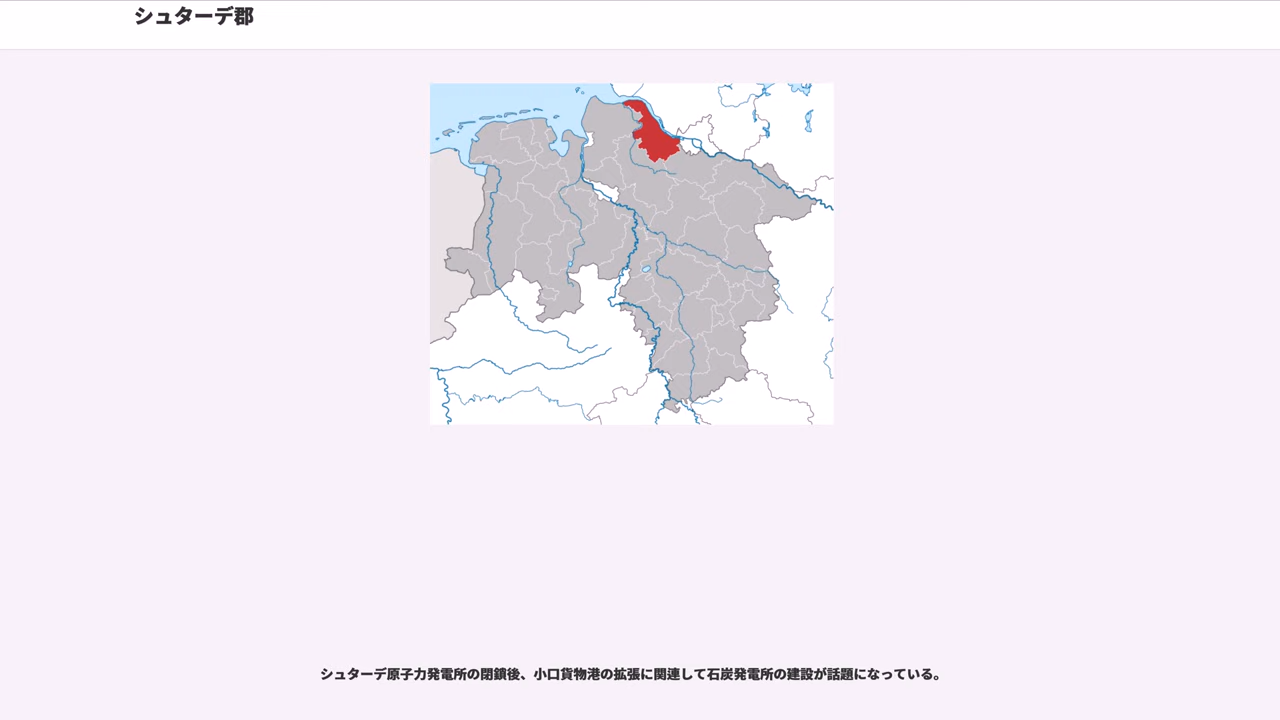 シュターデ郡
シュターデ原子力発電所の閉鎖後、小口貨物港の拡張に関連して石炭発電所の建設が話題になっている。